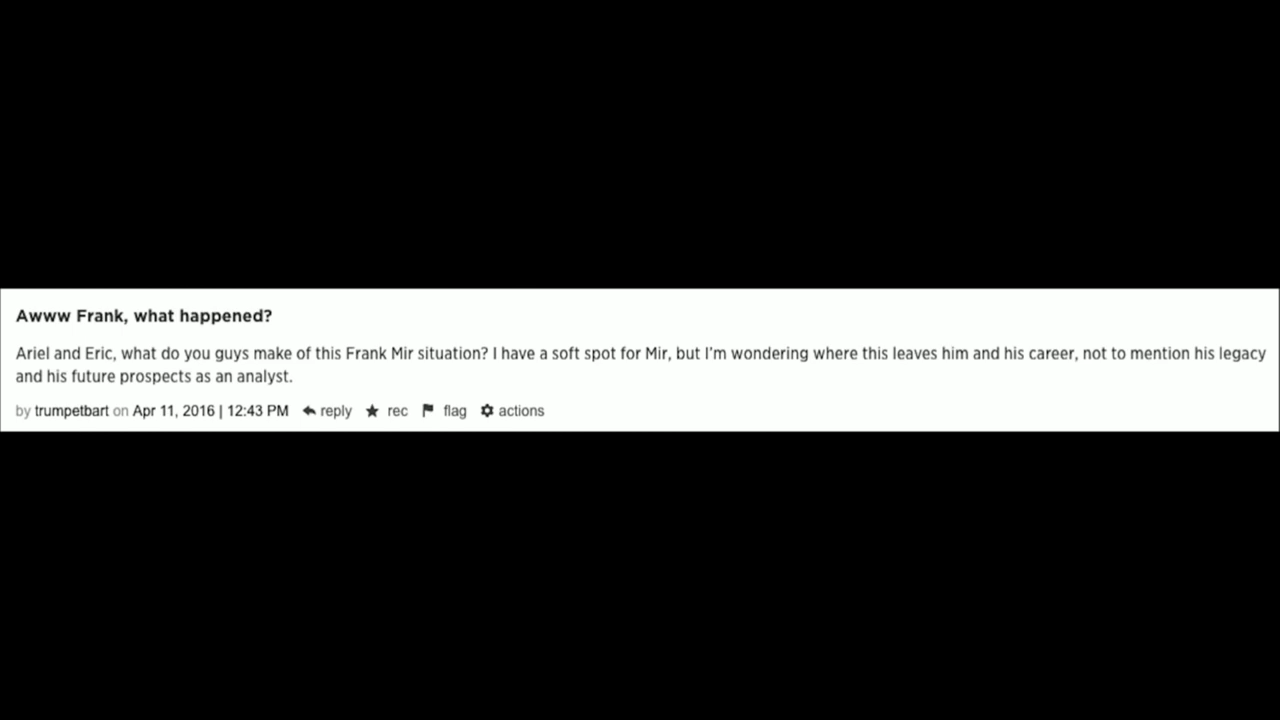 Awww Frank, what happened?
Ariel and Eric, what do you guys make of this Frank Mir situation? I have a soft spot for Mir, but I'm wondering where this leaves him and his career, not to mention his legacy
and his future prospects as an analyst.
by trumpetbart on Apr 11, 2016 | 12:43 PM reply rec flag actions